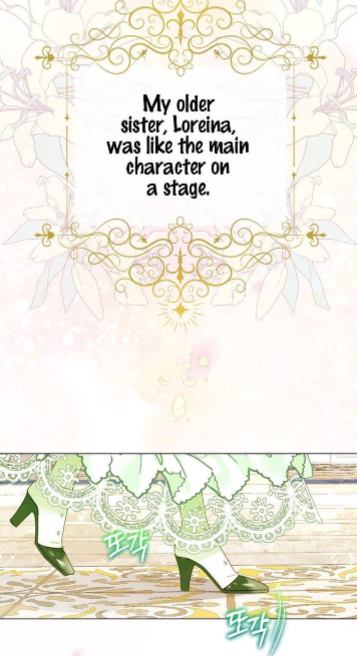 My older
sister, Loreina,
was like the main
character on
a stage.
또각
또각